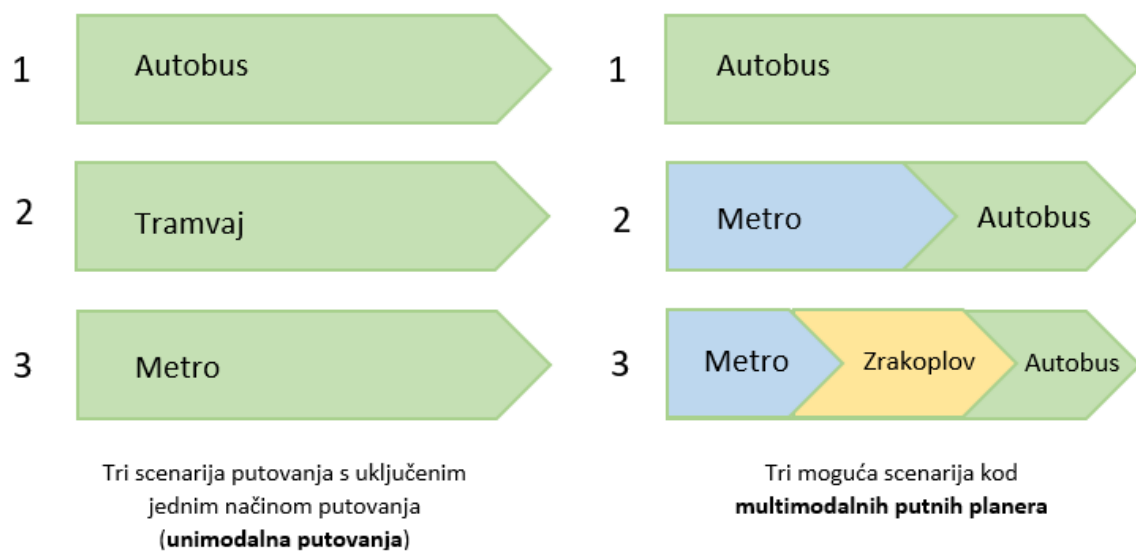 1 Autobus
2 Tramvaj
3 Metro
Tri scenarija putovanja s uključenim
jednim načinom putovanja
(unimodalna putovanja)
1 Autobus
2 Metro Autobus
3 Metro Zrakoplov Autobus
Tri moguća scenarija kod
multimodalnih putnih planera